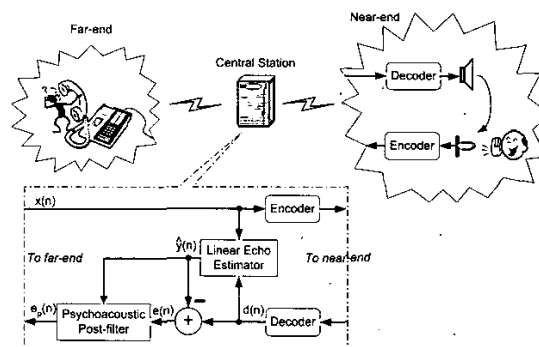 Far-end
Near-end
Central Station
Decoder
Encoder
x(n)
Encoder
ŷ(n)
To far-end
Linear Echo
Estimator
To near-end
e_p(n)
Psychoacoustic
Post-filter
e(n)
+
−
d(n)
Decoder